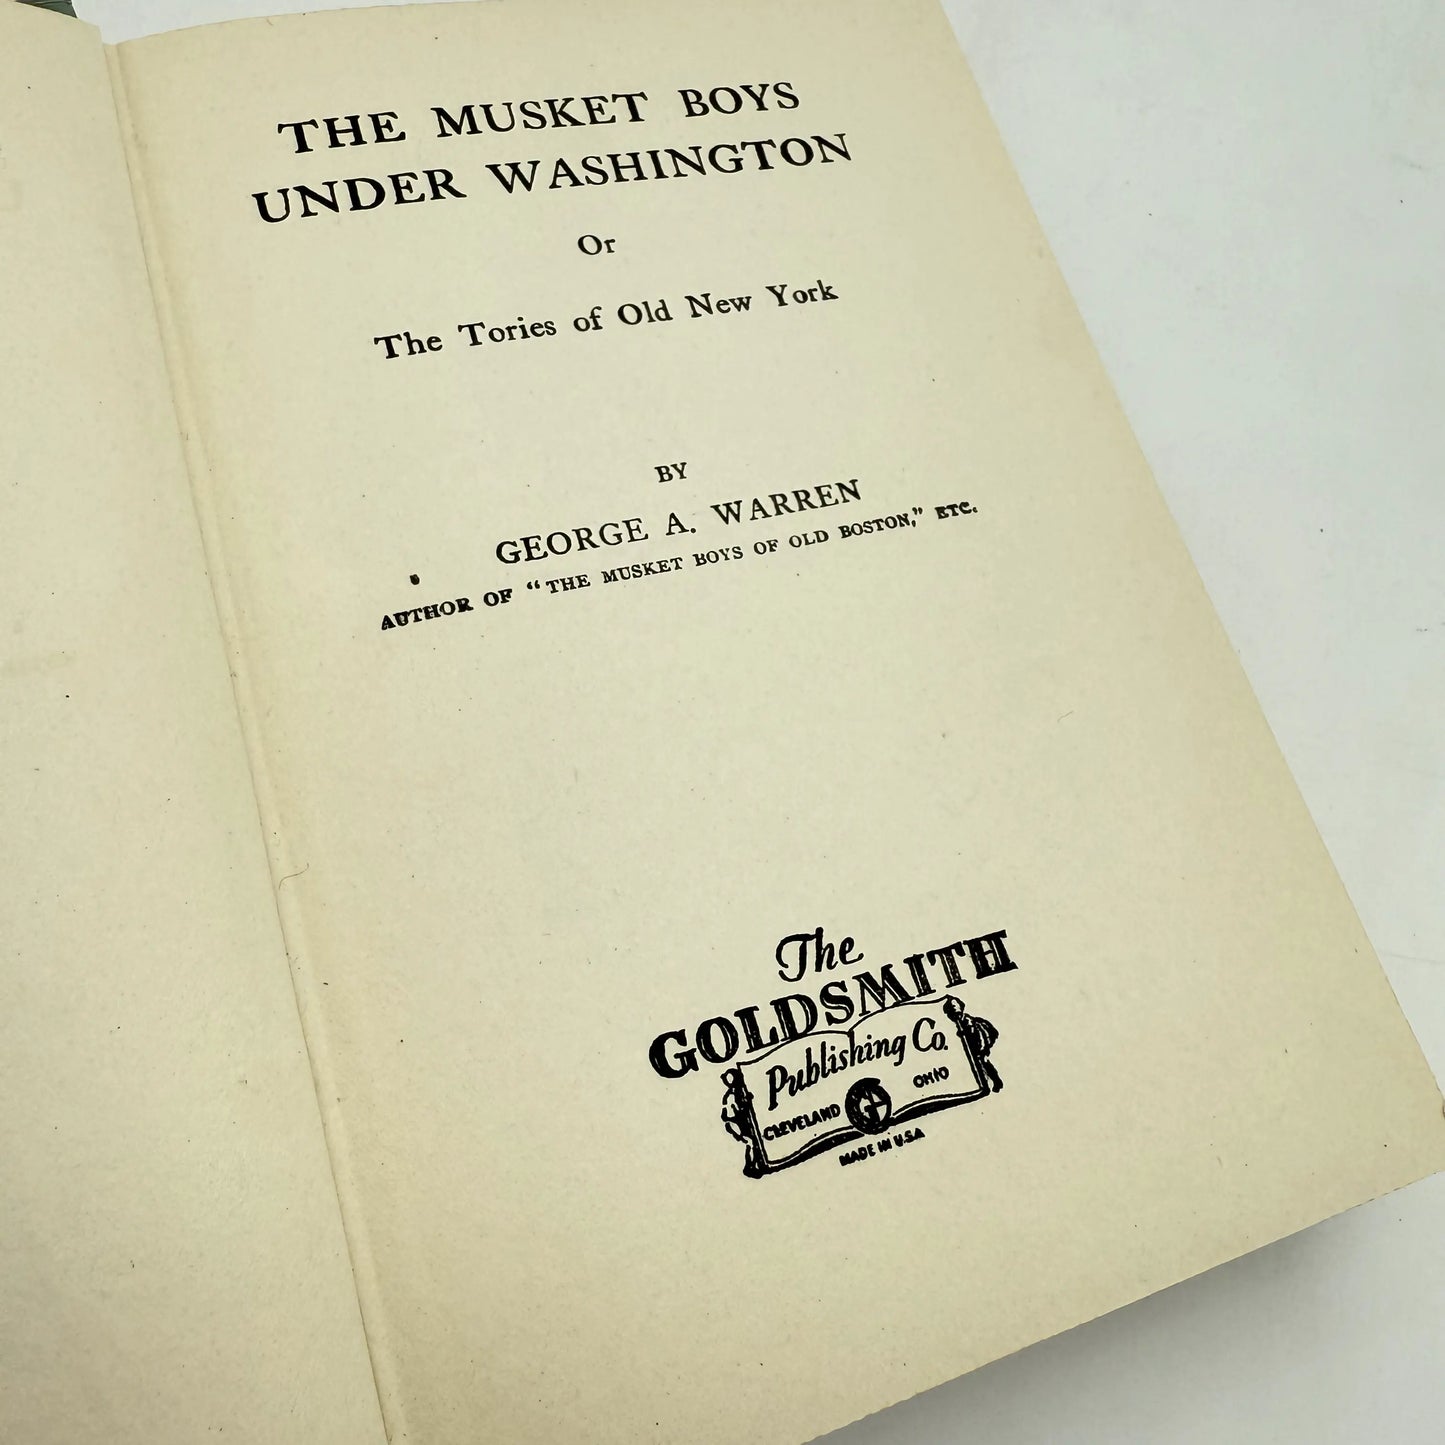 THE MUSKET BOYS
UNDER WASHINGTON
Or
The Tories of Old New York
BY
GEORGE A. WARREN
AUTHOR OF "THE MUSKET BOYS OF OLD BOSTON," ETC.
The
GOLDSMITH
Publishing Co.
CLEVELAND OHIO
MADE IN U.S.A